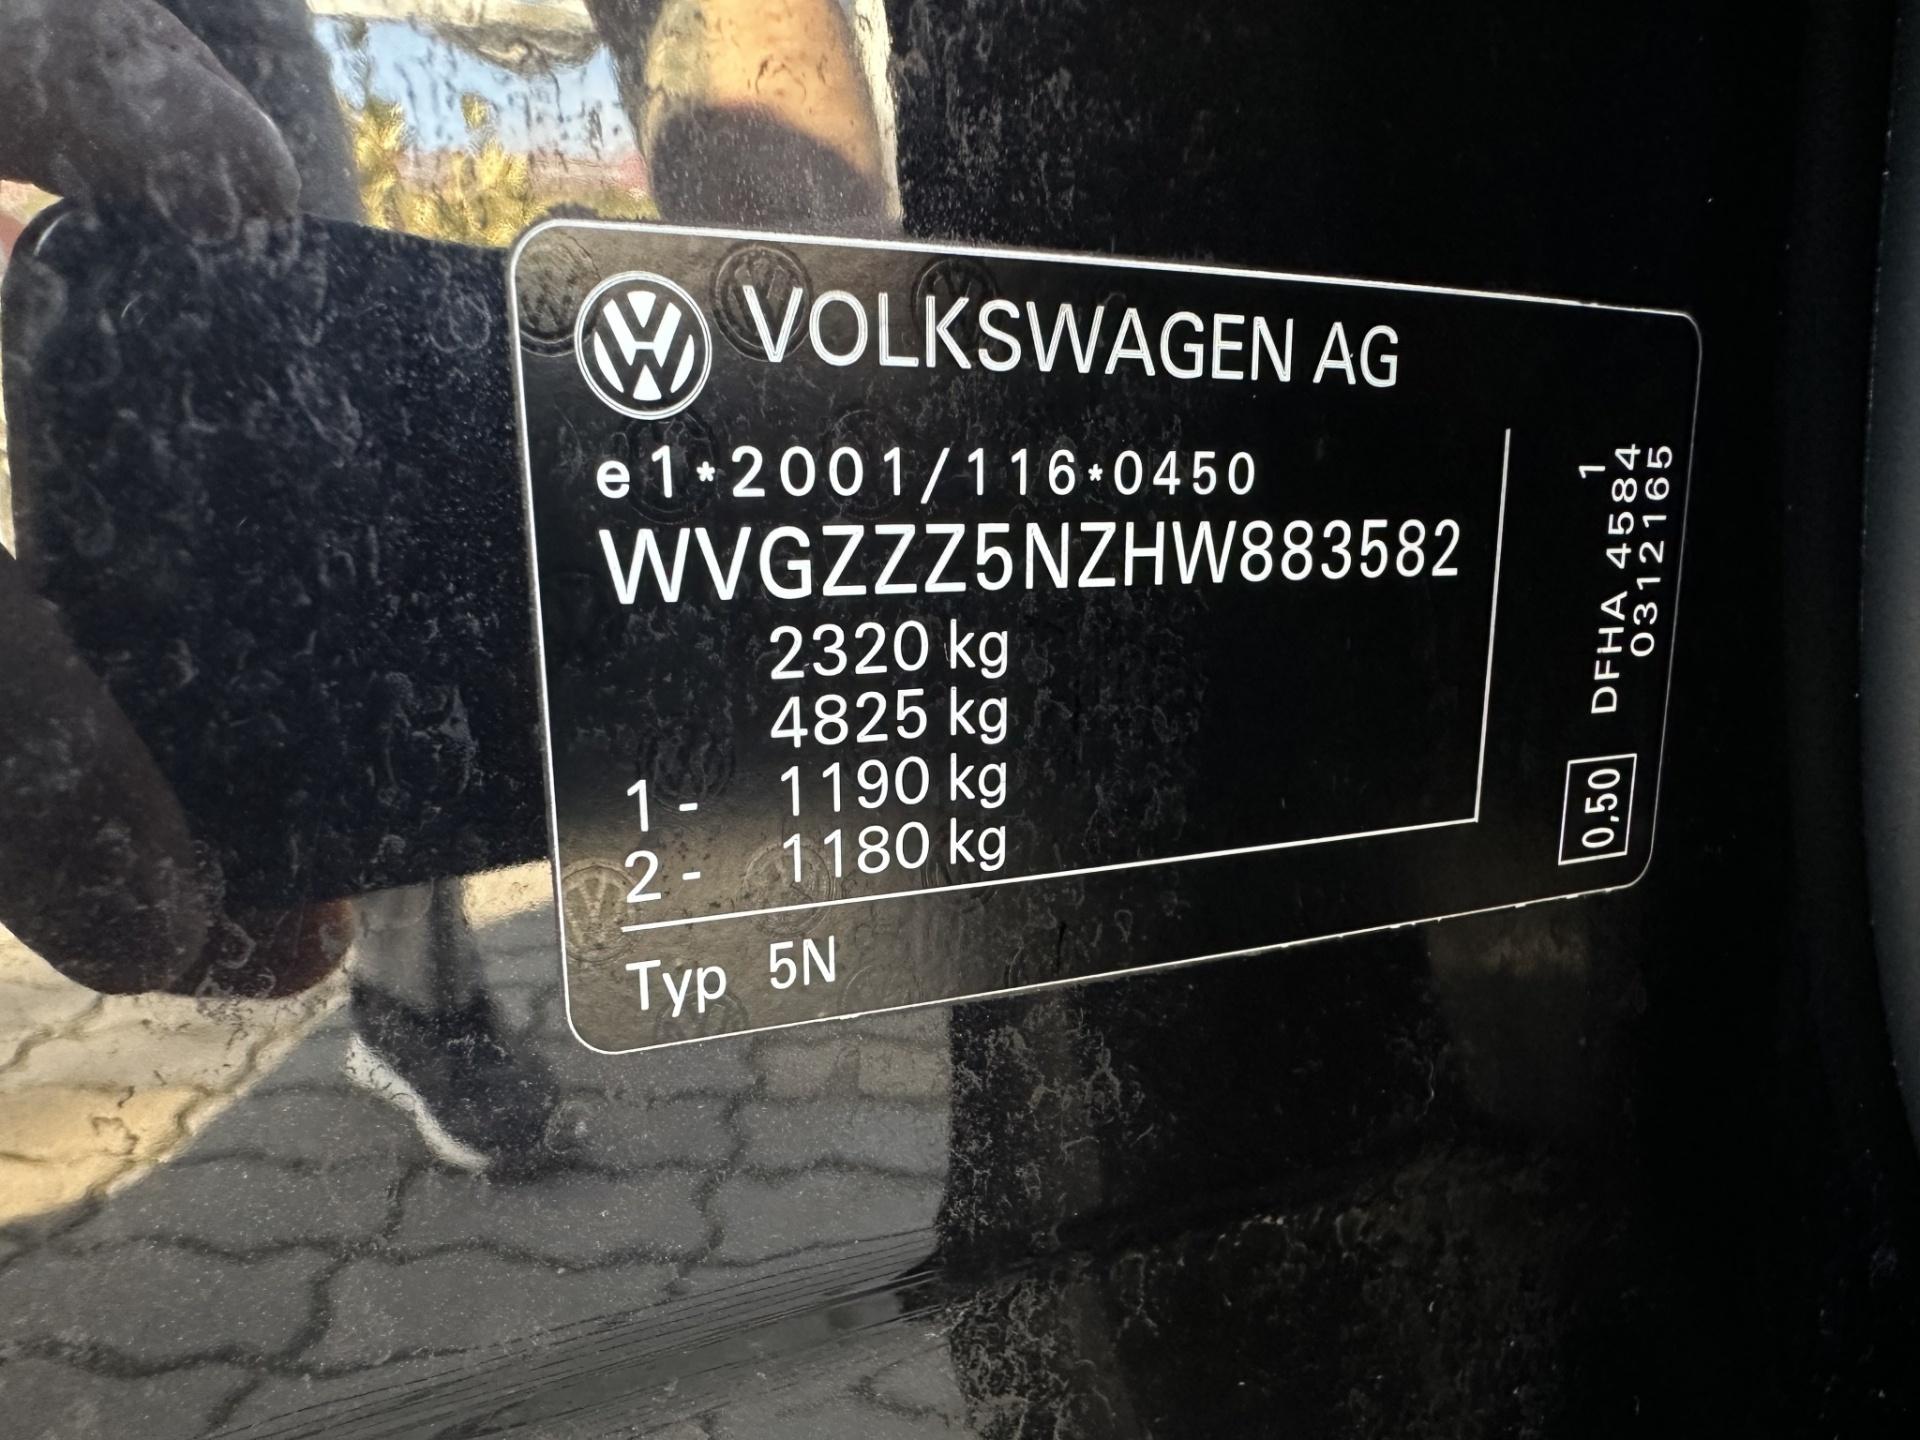 VOLKSWAGEN AG
e1*2001/116*0450
WVGZZZ5NZHW883582
2320 kg
4825 kg
1 - 1190 kg
2 - 1180 kg
Typ 5N
1
DFHA 4584
0312165
0,50